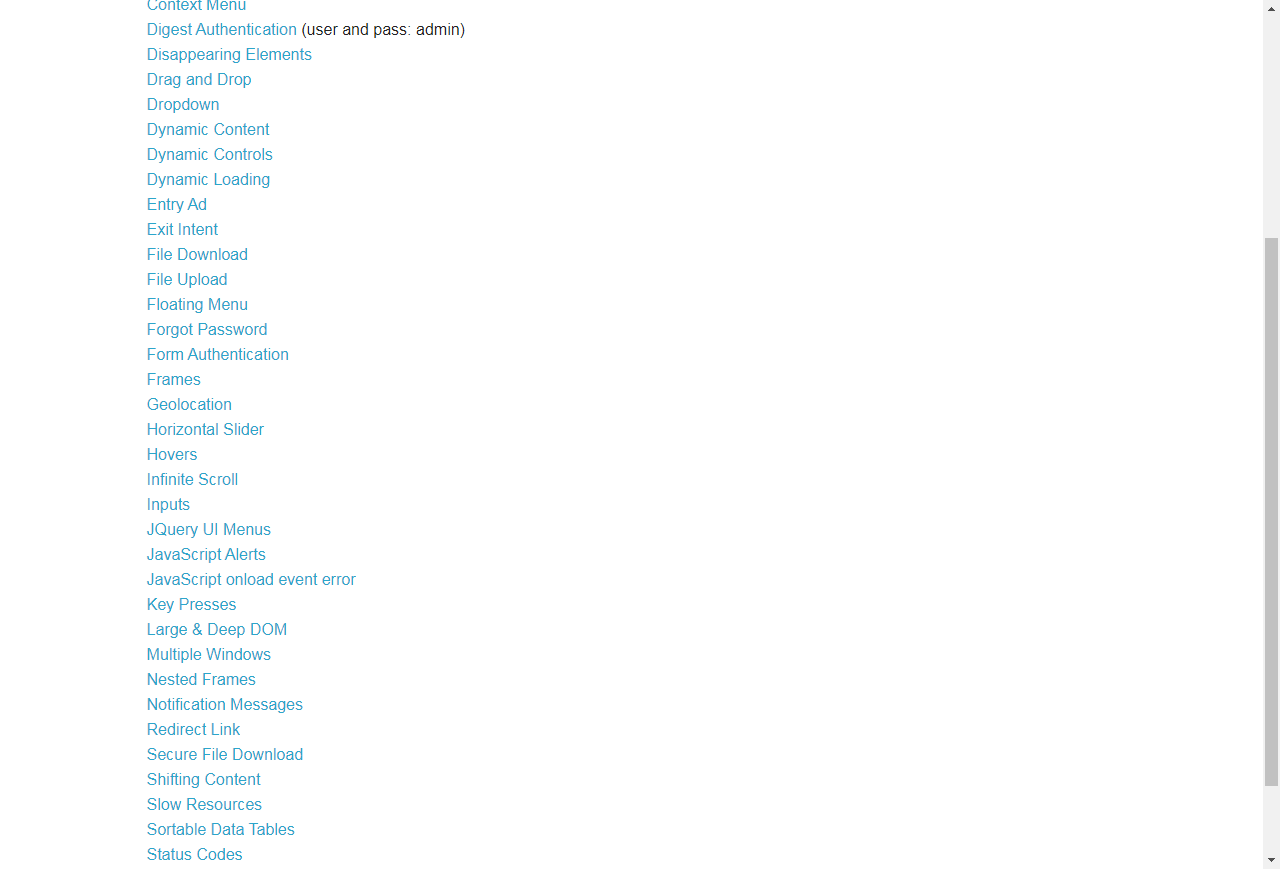 Context Menu
Digest Authentication (user and pass: admin)
Disappearing Elements
Drag and Drop
Dropdown
Dynamic Content
Dynamic Controls
Dynamic Loading
Entry Ad
Exit Intent
File Download
File Upload
Floating Menu
Forgot Password
Form Authentication
Frames
Geolocation
Horizontal Slider
Hovers
Infinite Scroll
Inputs
JQuery UI Menus
JavaScript Alerts
JavaScript onload event error
Key Presses
Large & Deep DOM
Multiple Windows
Nested Frames
Notification Messages
Redirect Link
Secure File Download
Shifting Content
Slow Resources
Sortable Data Tables
Status Codes